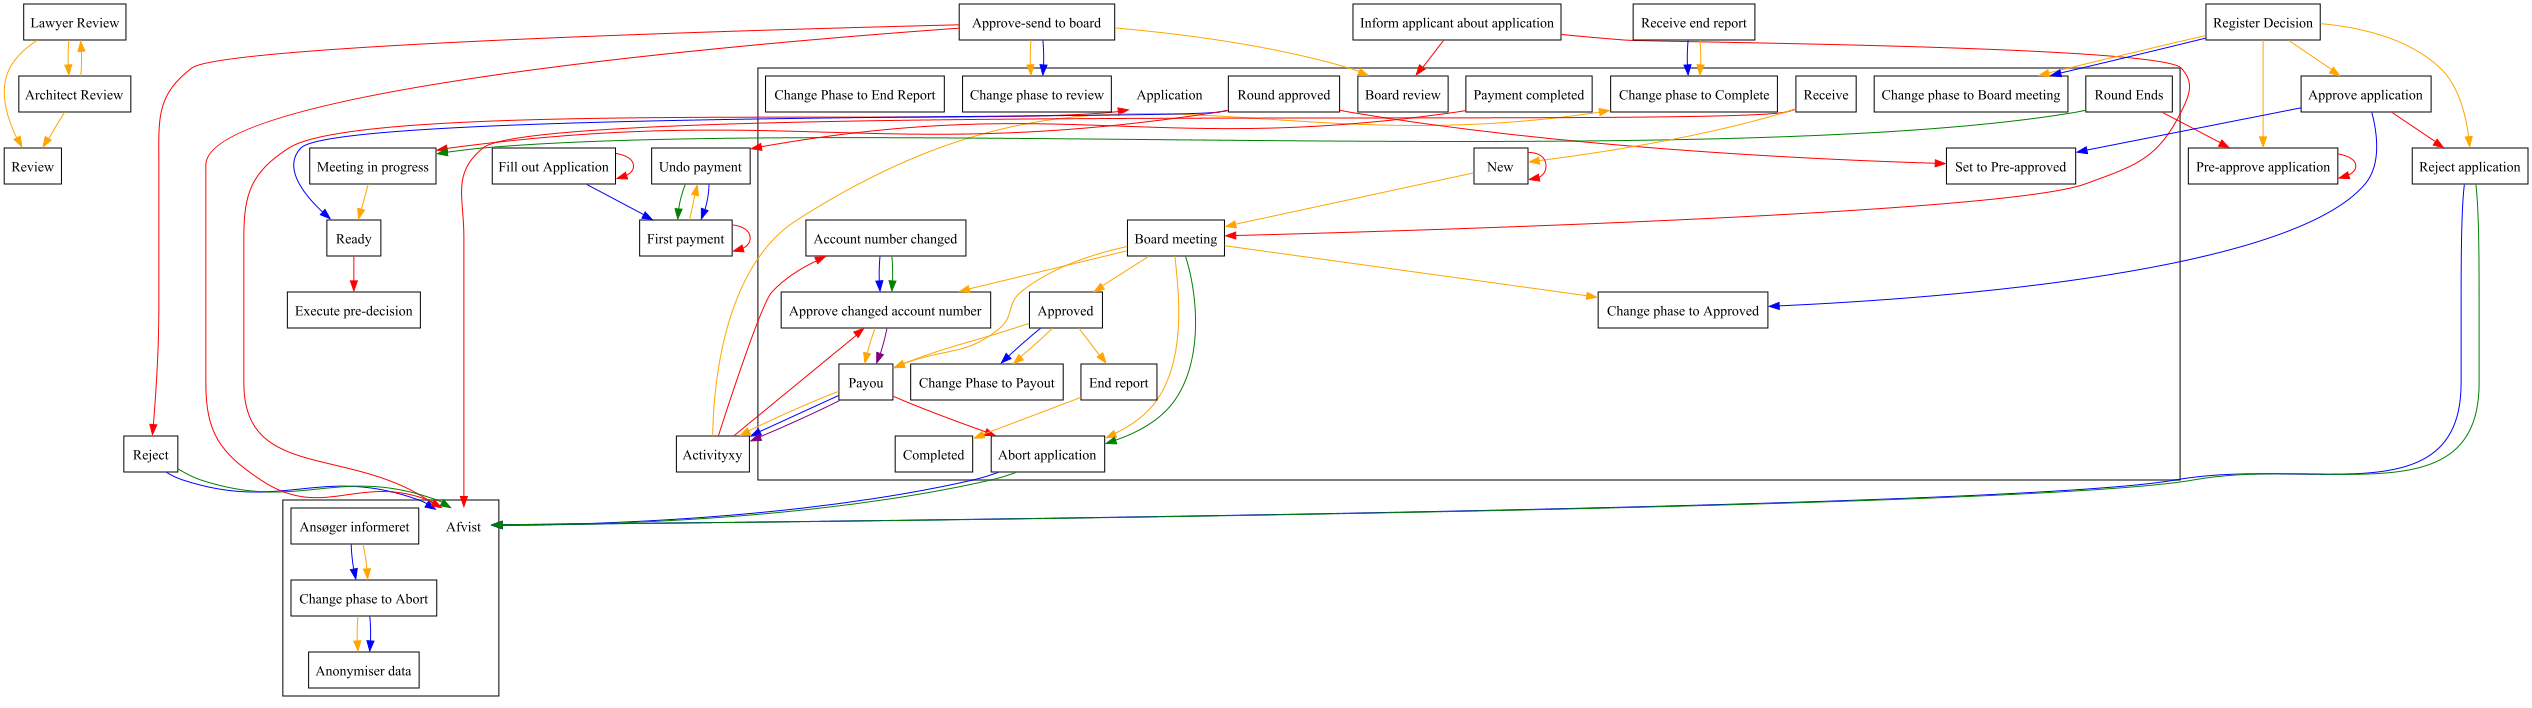 Lawyer Review
Approve-send to board
Inform applicant about application
Receive end report
Register Decision
Architect Review
Change Phase to End Report
Change phase to review
Application
Round approved
Board review
Payment completed
Change phase to Complete
Receive
Change phase to Board meeting
Round Ends
Approve application
Review
Meeting in progress
Fill out Application
Undo payment
New
Set to Pre-approved
Pre-approve application
Reject application
Ready
First payment
Account number changed
Board meeting
Execute pre-decision
Approve changed account number
Approved
Change phase to Approved
Payou
Change Phase to Payout
End report
Reject
Activityxy
Completed
Abort application
Ansøger informeret
Afvist
Change phase to Abort
Anonymiser data